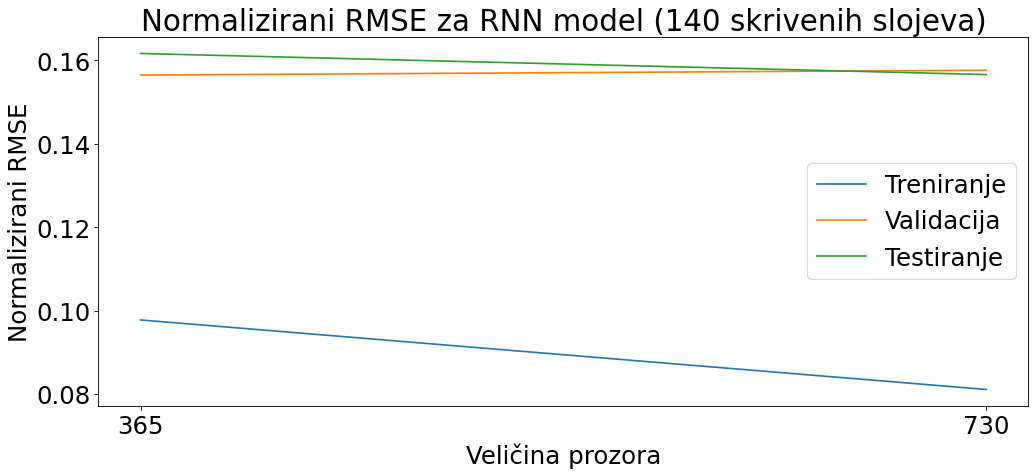 Normalizirani RMSE za RNN model (140 skrivenih slojeva)
Normalizirani RMSE
0.16
0.14
0.12
0.10
0.08
Treniranje
Validacija
Testiranje
365
730
Veličina prozora